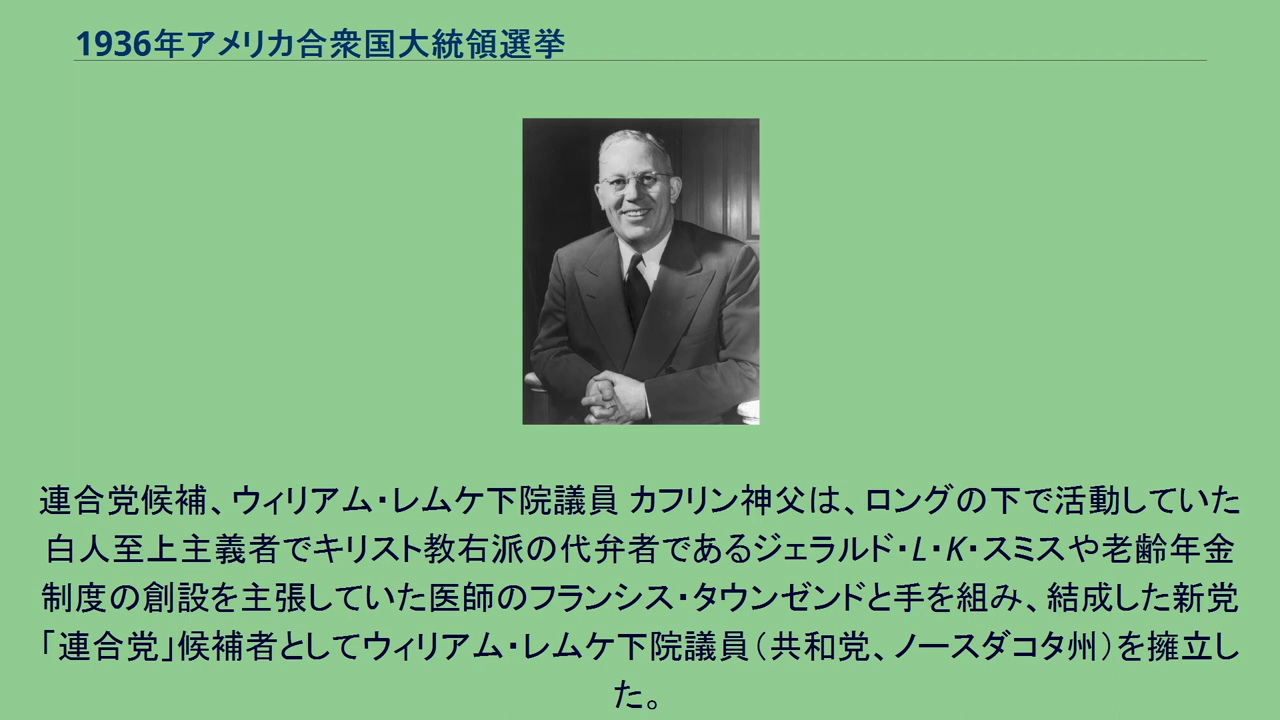 1936年アメリカ合衆国大統領選挙
連合党候補、ウィリアム・レムケ下院議員 カフリン神父は、ロングの下で活動していた
白人至上主義者でキリスト教右派の代弁者であるジェラルド・L・K・スミスや老齢年金
制度の創設を主張していた医師のフランシス・タウンゼンドと手を組み、結成した新党
「連合党」候補者としてウィリアム・レムケ下院議員（共和党、ノースダコタ州）を擁立し
た。